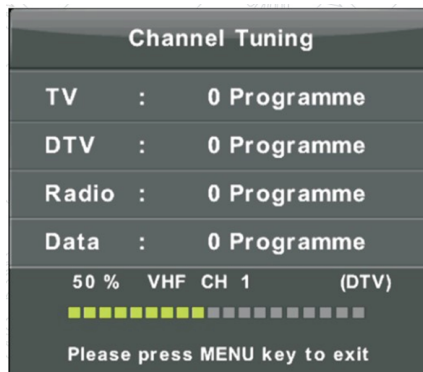 Channel Tuning
TV : 0 Programme
DTV : 0 Programme
Radio : 0 Programme
Data : 0 Programme
50 % VHF CH 1 (DTV)
Please press MENU key to exit